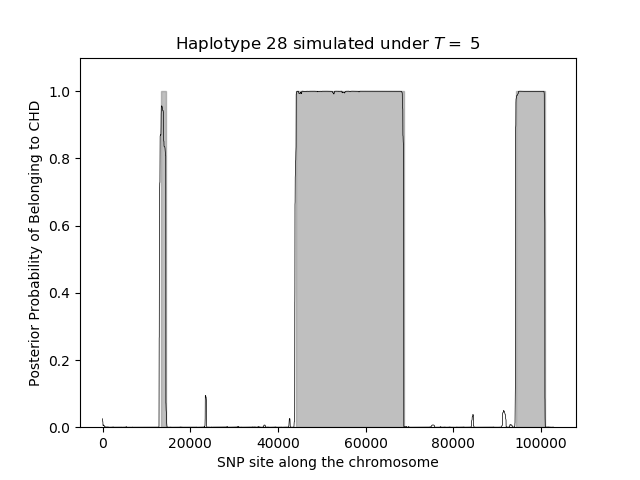 Haplotype 28 simulated under T = 5
Posterior Probability of Belonging to CHD
1.0
0.8
0.6
0.4
0.2
0.0
0 20000 40000 60000 80000 100000
SNP site along the chromosome